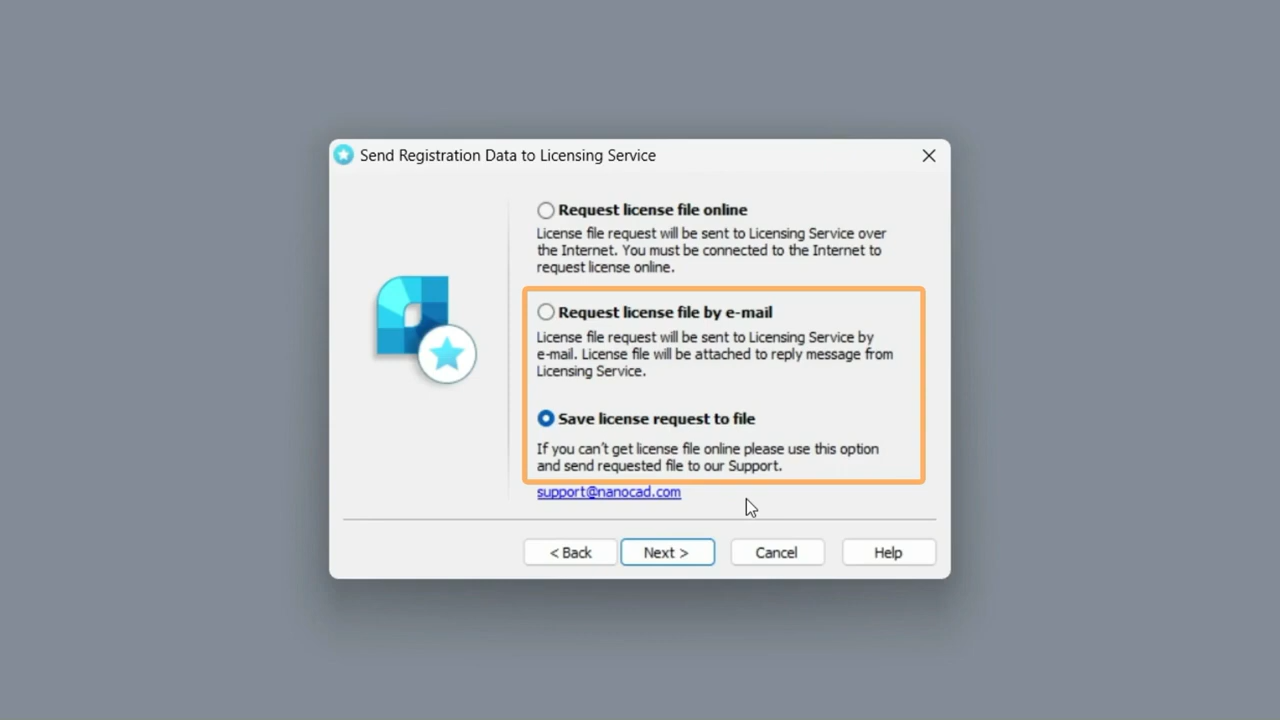 Send Registration Data to Licensing Service
Request license file online
License file request will be sent to Licensing Service over
the Internet. You must be connected to the Internet to
request license online.
Request license file by e-mail
License file request will be sent to Licensing Service by
e-mail. License file will be attached to reply message from
Licensing Service.
Save license request to file
If you can't get license file online please use this option
and send requested file to our Support.
support@nanocad.com
< Back Next > Cancel Help